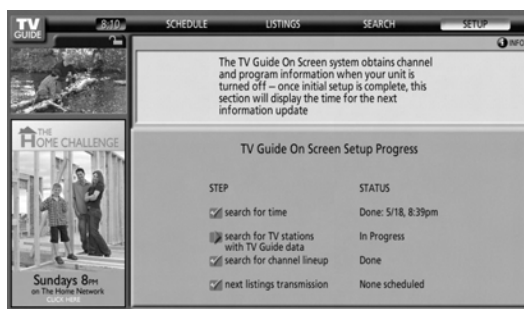 TV
GUIDE
8:10
SCHEDULE
LISTINGS
SEARCH
SETUP
i INFO
The TV Guide On Screen system obtains channel
and program information when your unit is
turned off – once initial setup is complete, this
section will display the time for the next
information update
THE
HOME CHALLENGE
Sundays 8PM
on The Home Network
CLICK HERE
TV Guide On Screen Setup Progress
STEP STATUS
search for time Done: 5/18, 8:39pm
search for TV stations In Progress
with TV Guide data
search for channel lineup Done
next listings transmission None scheduled